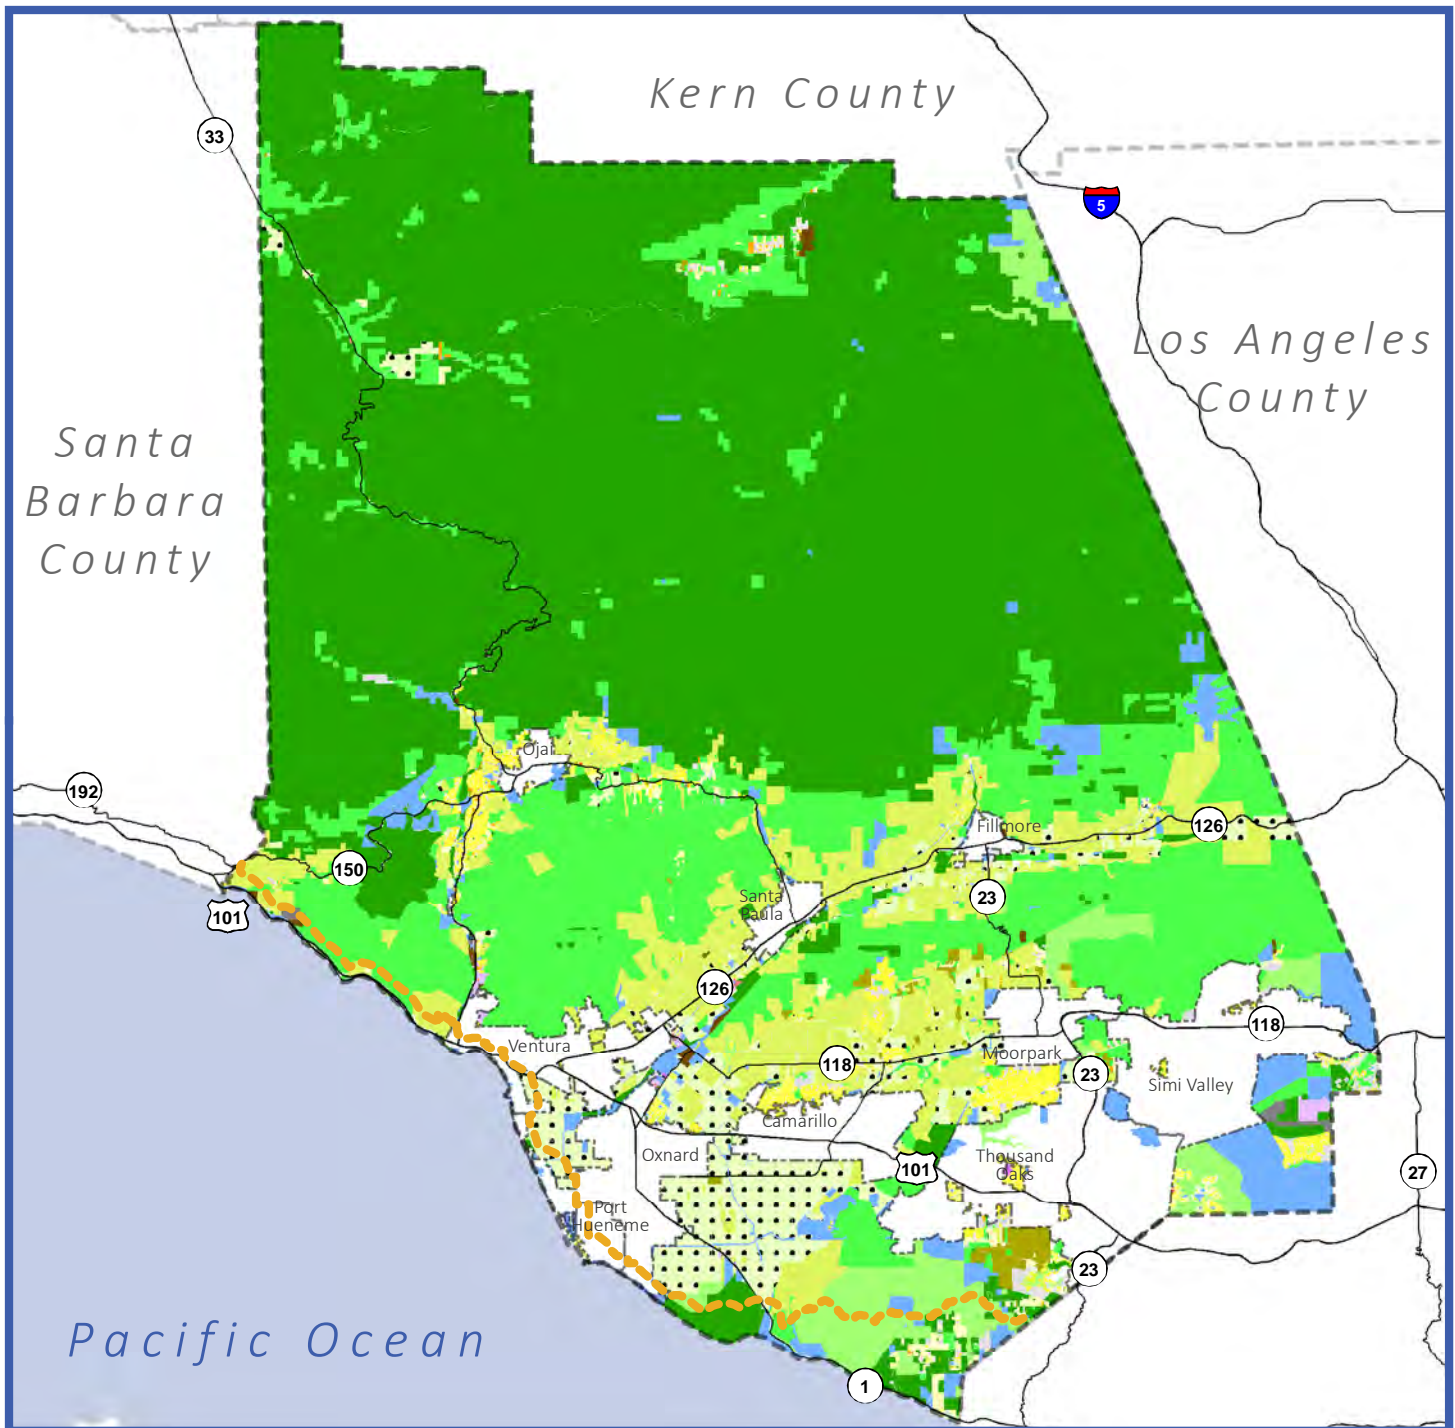 Kern County
33
5
Los Angeles
County
Santa
Barbara
County
Ojai
192
Fillmore
126
150
Santa
Paula
23
101
126
118
Ventura
Moorpark
118
23
Simi Valley
Camarillo
Oxnard
101
Thousand
Oaks
27
Port
Hueneme
23
Pacific Ocean
1